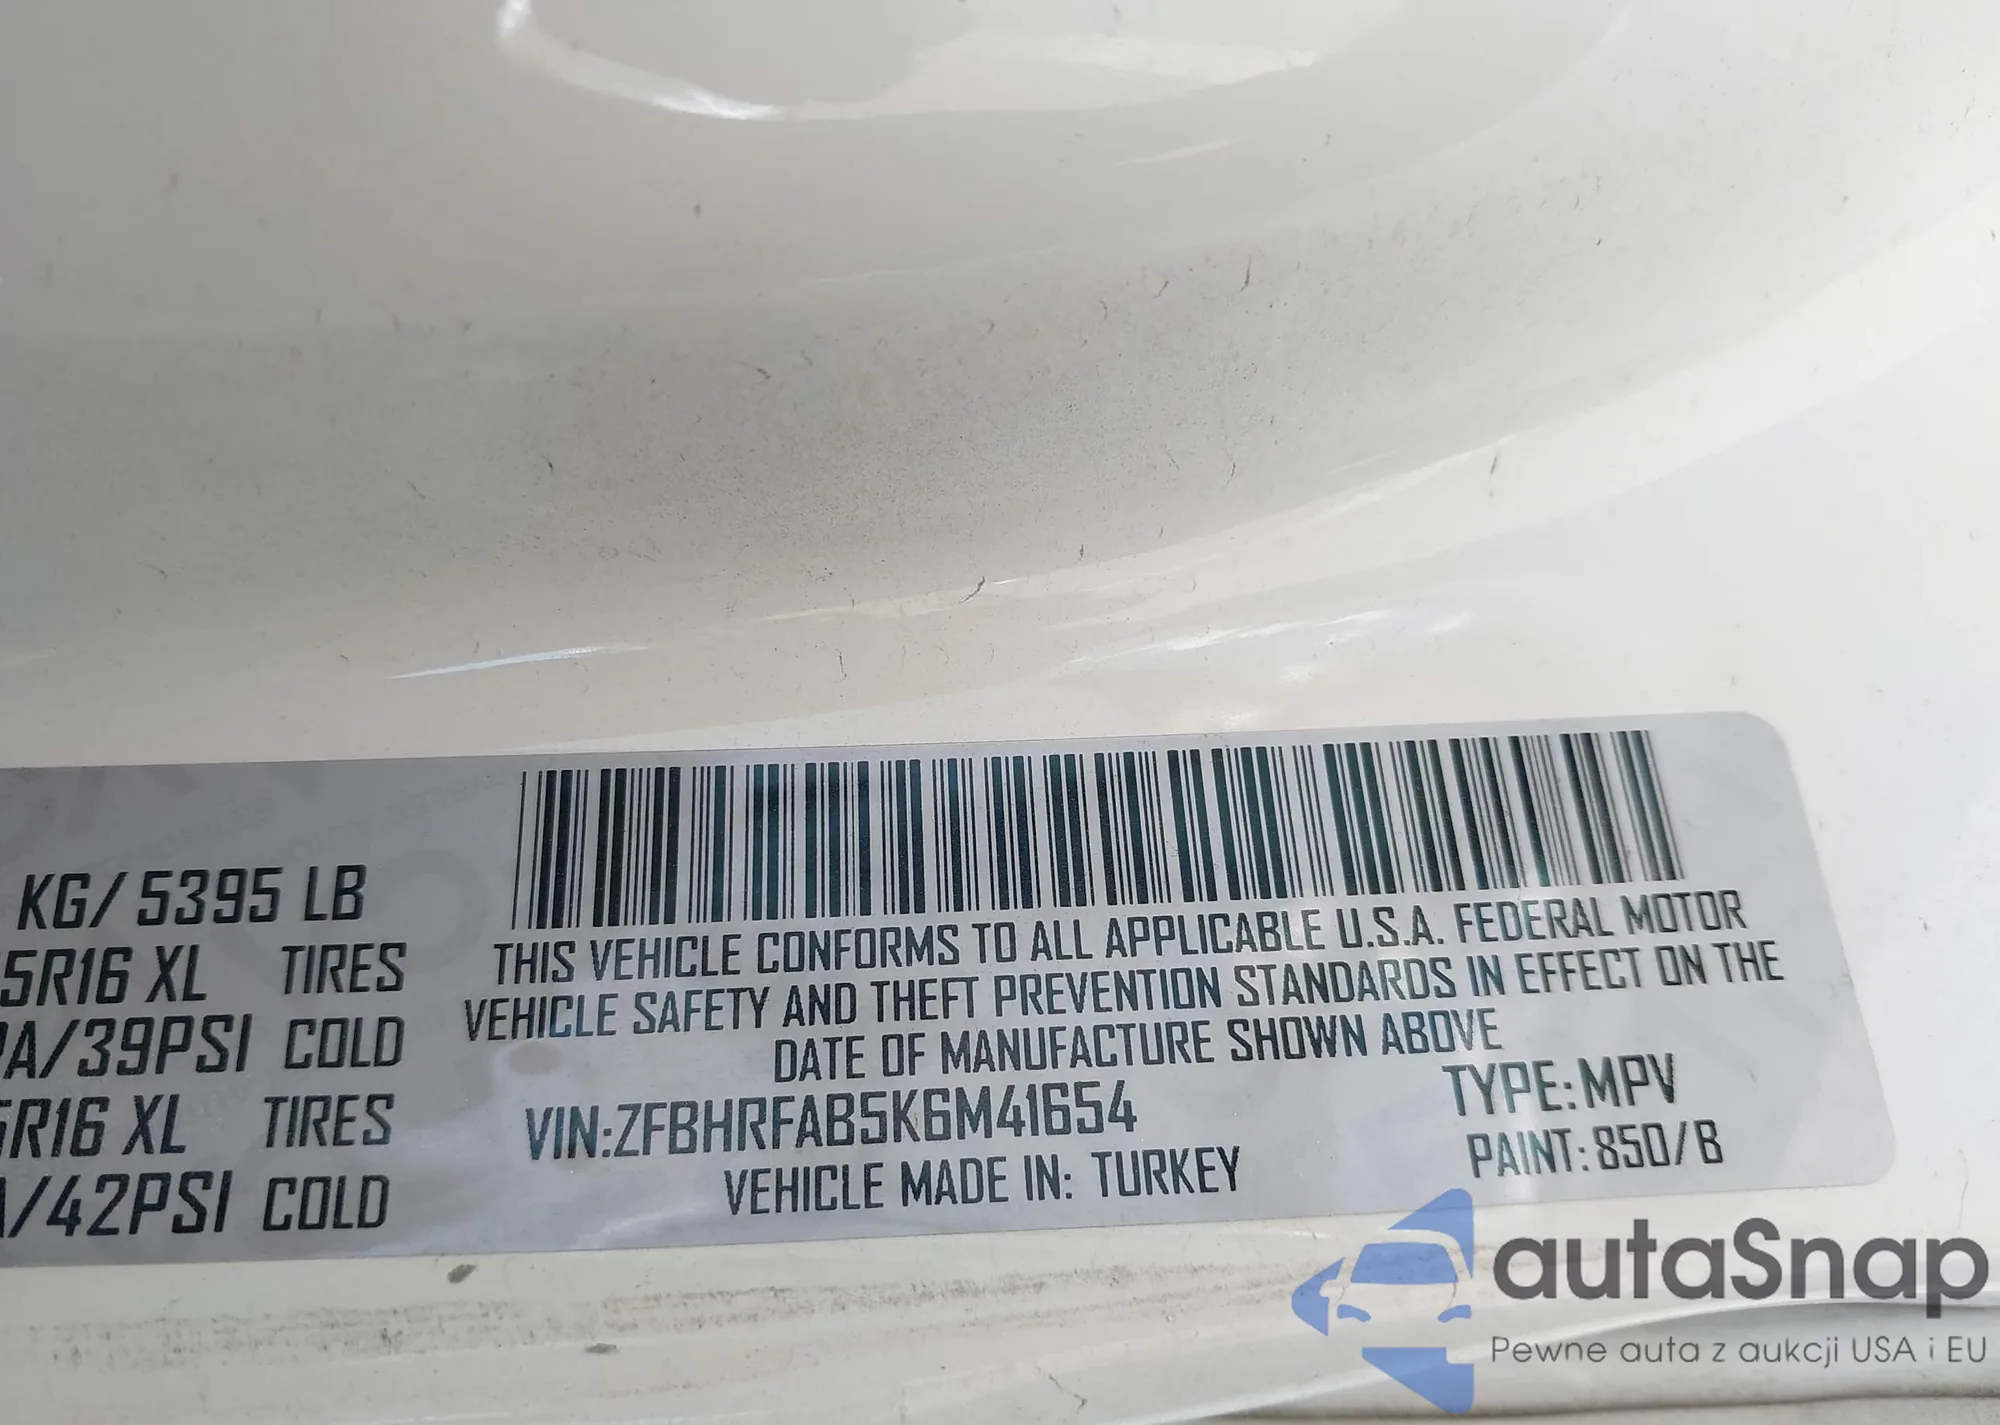 KG/ 5395 LB
5R16 XL TIRES
A/39PSI COLD
R16 XL TIRES
/42PSI COLD
THIS VEHICLE CONFORMS TO ALL APPLICABLE U.S.A. FEDERAL MOTOR
VEHICLE SAFETY AND THEFT PREVENTION STANDARDS IN EFFECT ON THE
DATE OF MANUFACTURE SHOWN ABOVE
VIN:ZFBHRFAB5K6M41654
TYPE: MPV
VEHICLE MADE IN: TURKEY
PAINT: 850/B
autaSnap
Pewne auta z aukcji USA i EU